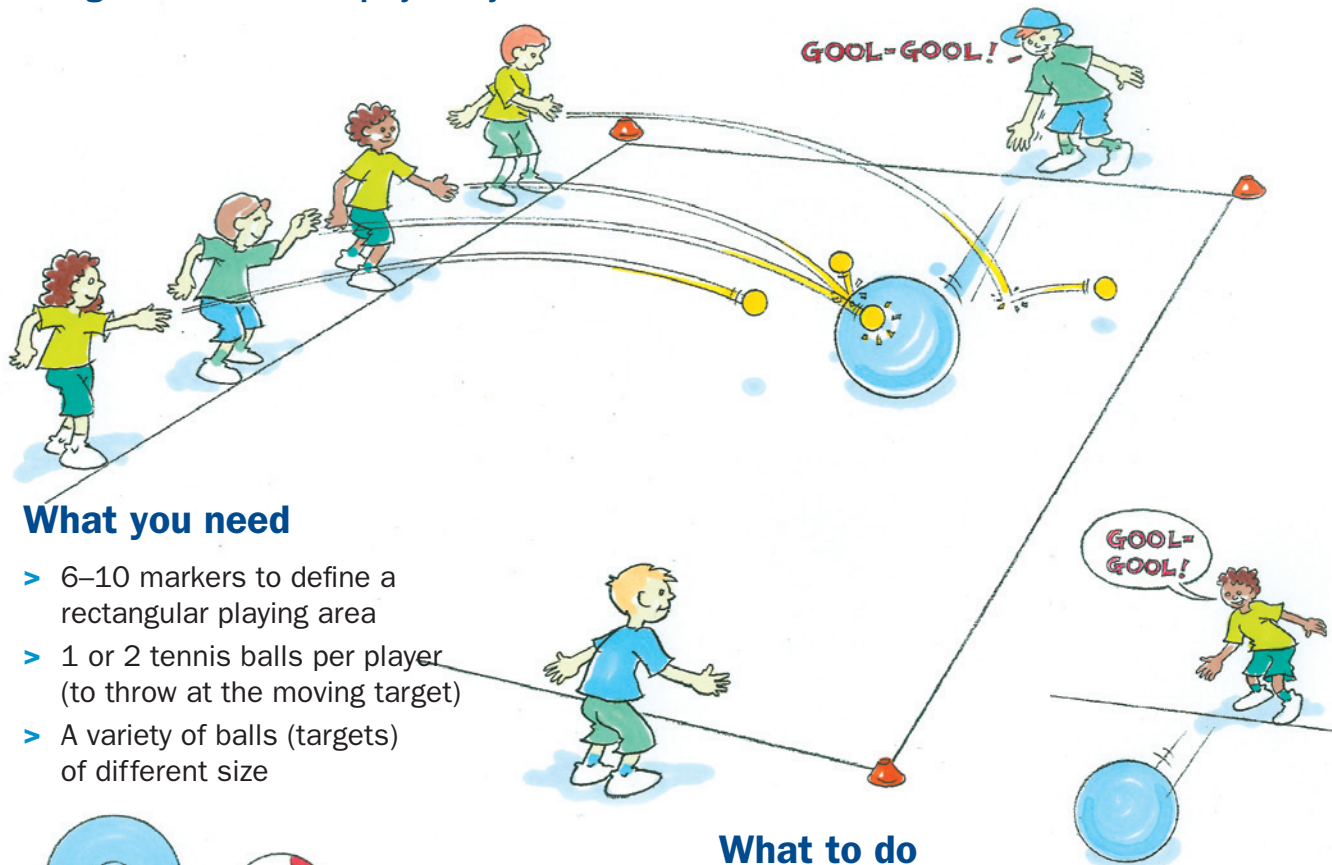 GOOL-GOOL!
What you need
> 6–10 markers to define a
rectangular playing area
> 1 or 2 tennis balls per player
(to throw at the moving target)
> A variety of balls (targets)
of different size
GOOL-
GOOL!
What to do